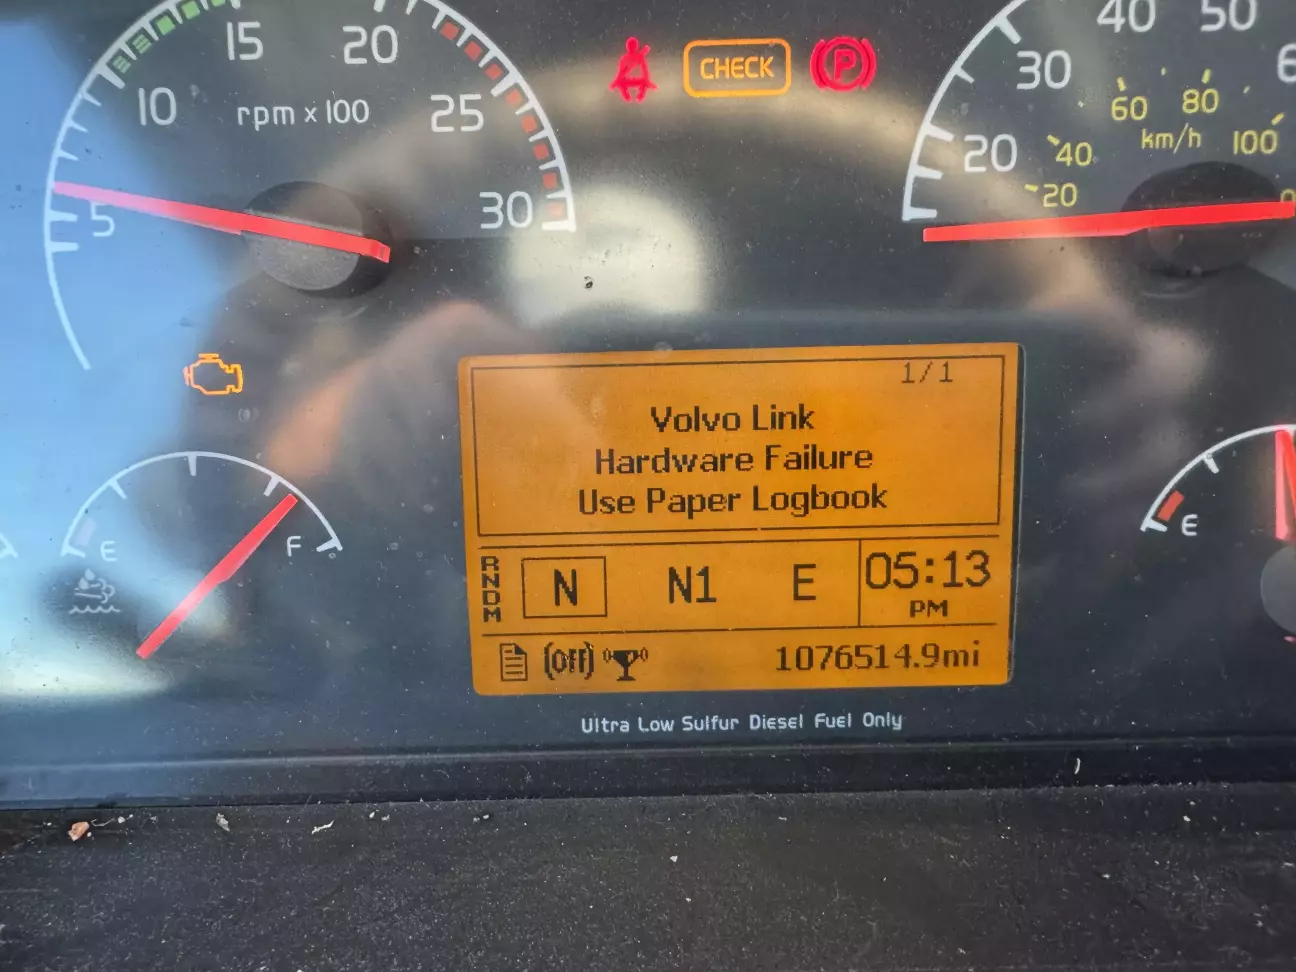 15
20
10
rpm x 100
25
5
30
CHECK
P
40
50
30
60
80
km/h
20
40
100
20
1/1
Volvo Link
Hardware Failure
Use Paper Logbook
RNDM
N
N1
E
05:13
PM
(Off)
1076514.9mi
Ultra Low Sulfur Diesel Fuel Only
E
F
E